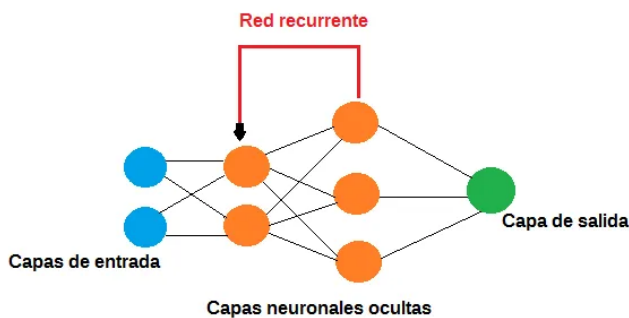 Red recurrente
Capa de salida
Capas de entrada
Capas neuronales ocultas